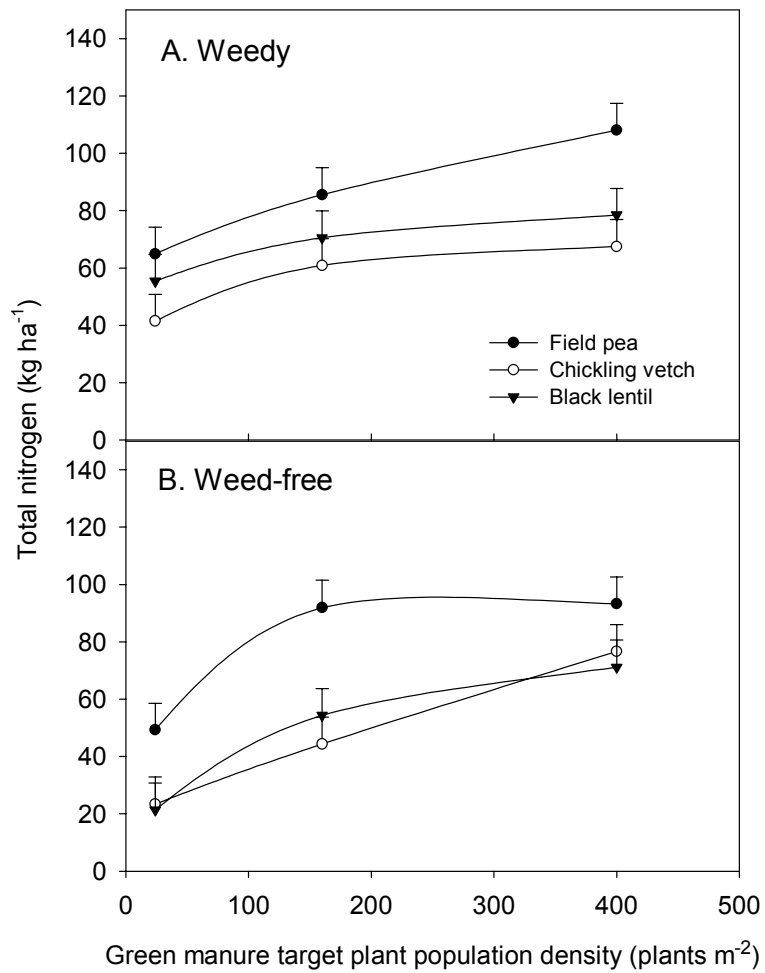 140
A. Weedy
120
100
80
60
40
20
0
Field pea
Chickling vetch
Black lentil
Total nitrogen (kg ha⁻¹)
140
B. Weed-free
120
100
80
60
40
20
0
0 100 200 300 400 500
Green manure target plant population density (plants m⁻²)